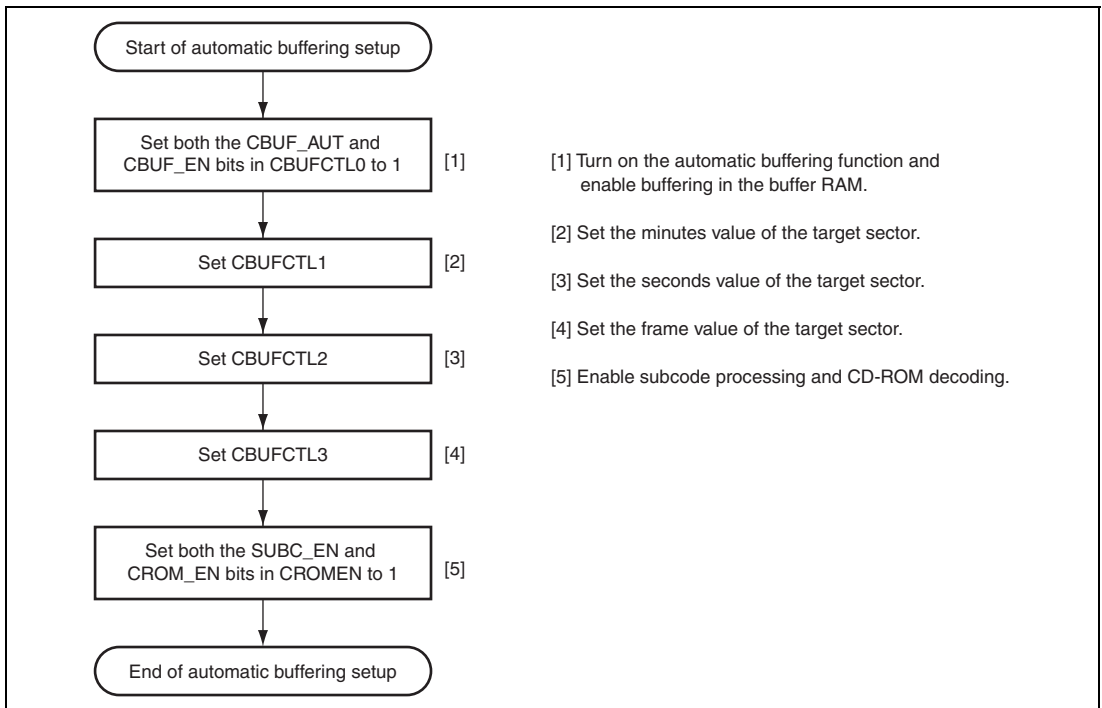 Start of automatic buffering setup
Set both the CBUF_AUT and
CBUF_EN bits in CBUFCTL0 to 1
[1]
Set CBUFCTL1
[2]
Set CBUFCTL2
[3]
Set CBUFCTL3
[4]
Set both the SUBC_EN and
CROM_EN bits in CROMEN to 1
[5]
End of automatic buffering setup
[1] Turn on the automatic buffering function and
enable buffering in the buffer RAM.
[2] Set the minutes value of the target sector.
[3] Set the seconds value of the target sector.
[4] Set the frame value of the target sector.
[5] Enable subcode processing and CD-ROM decoding.